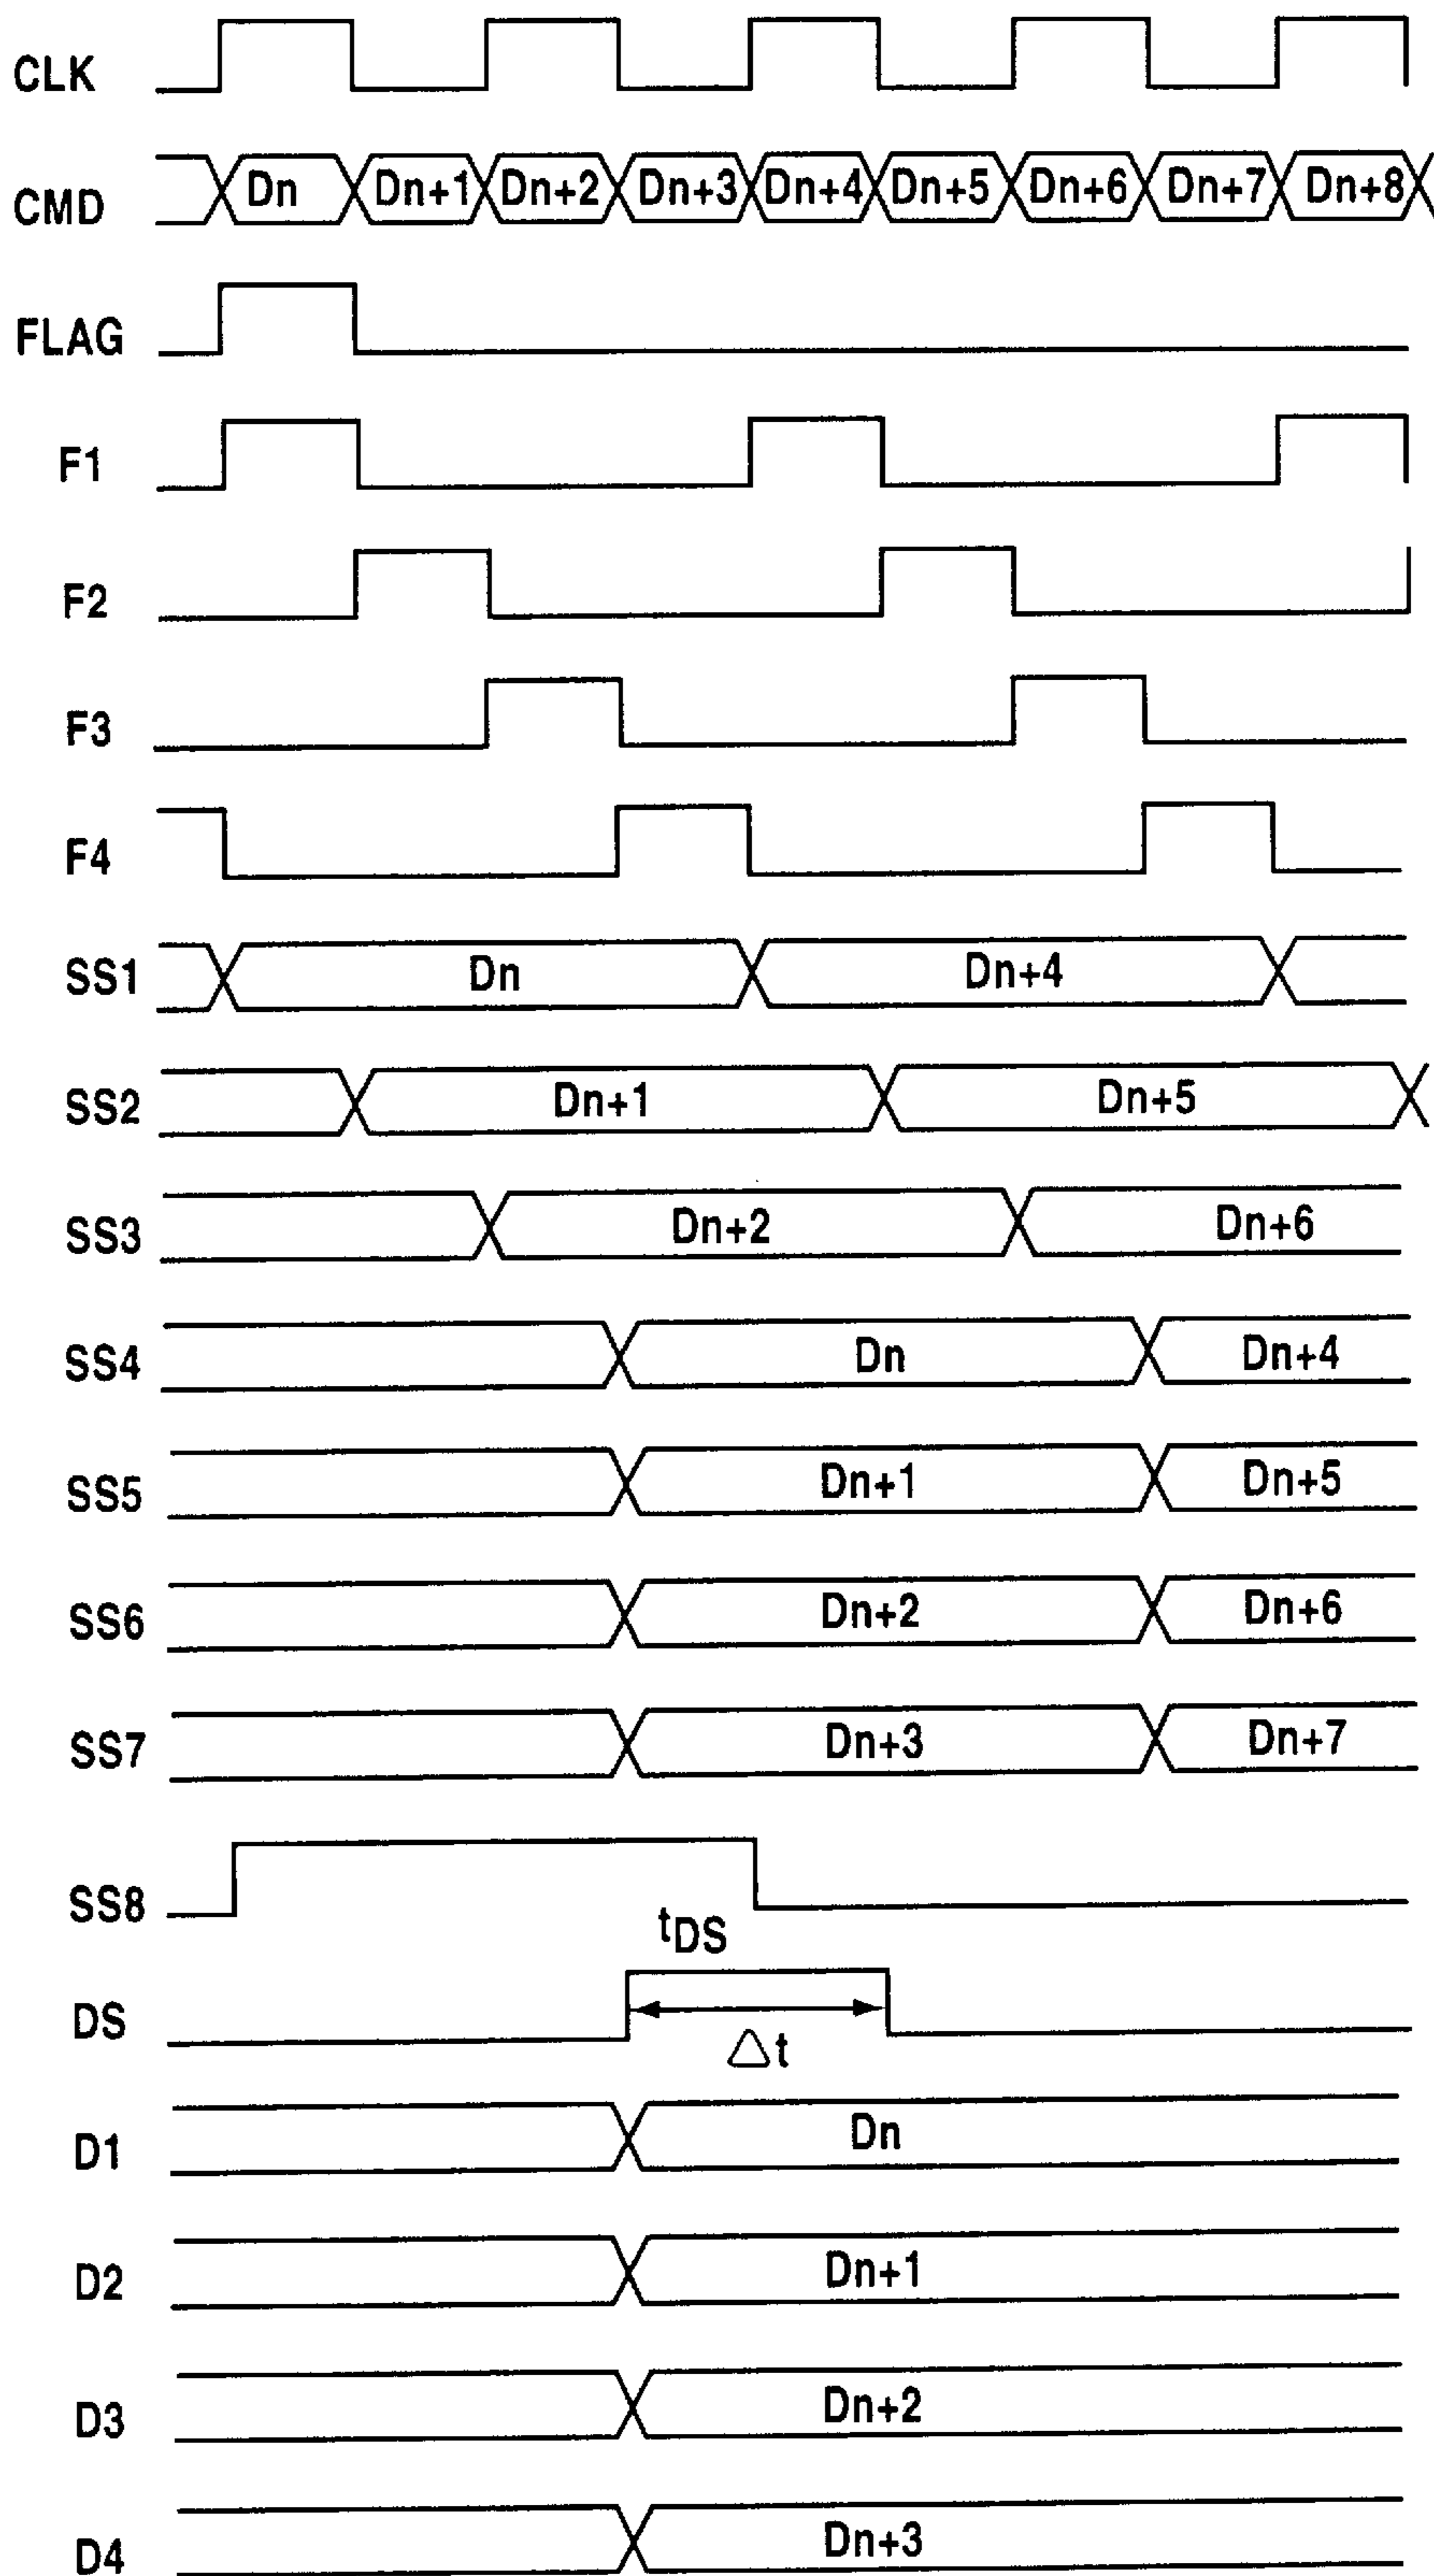 CLK
CMD Dn Dn+1 Dn+2 Dn+3 Dn+4 Dn+5 Dn+6 Dn+7 Dn+8
FLAG
F1
F2
F3
F4
SS1 Dn Dn+4
SS2 Dn+1 Dn+5
SS3 Dn+2 Dn+6
SS4 Dn Dn+4
SS5 Dn+1 Dn+5
SS6 Dn+2 Dn+6
SS7 Dn+3 Dn+7
SS8
tDS
DS
△t
D1 Dn
D2 Dn+1
D3 Dn+2
D4 Dn+3